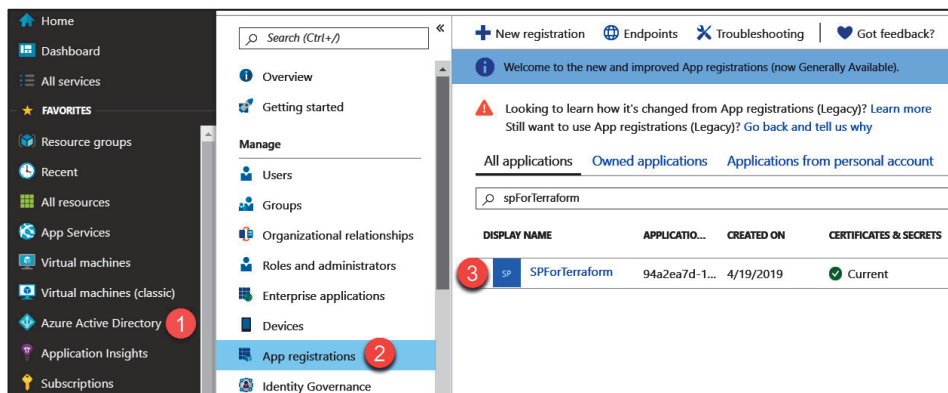 Home
Dashboard
All services
FAVORITES
Resource groups
Recent
All resources
App Services
Virtual machines
Virtual machines (classic)
Azure Active Directory 1
Application Insights
Subscriptions
Search (Ctrl+/)
«
Overview
Getting started
Manage
Users
Groups
Organizational relationships
Roles and administrators
Enterprise applications
Devices
App registrations 2
Identity Governance
New registration Endpoints Troubleshooting Got feedback?
Welcome to the new and improved App registrations (now Generally Available).
Looking to learn how it's changed from App registrations (Legacy)? Learn more
Still want to use App registrations (Legacy)? Go back and tell us why
All applications Owned applications Applications from personal account
spForTerraform
DISPLAY NAME APPLICATIO... CREATED ON CERTIFICATES & SECRETS
3 SP SPForTerraform 94a2ea7d-1... 4/19/2019 Current